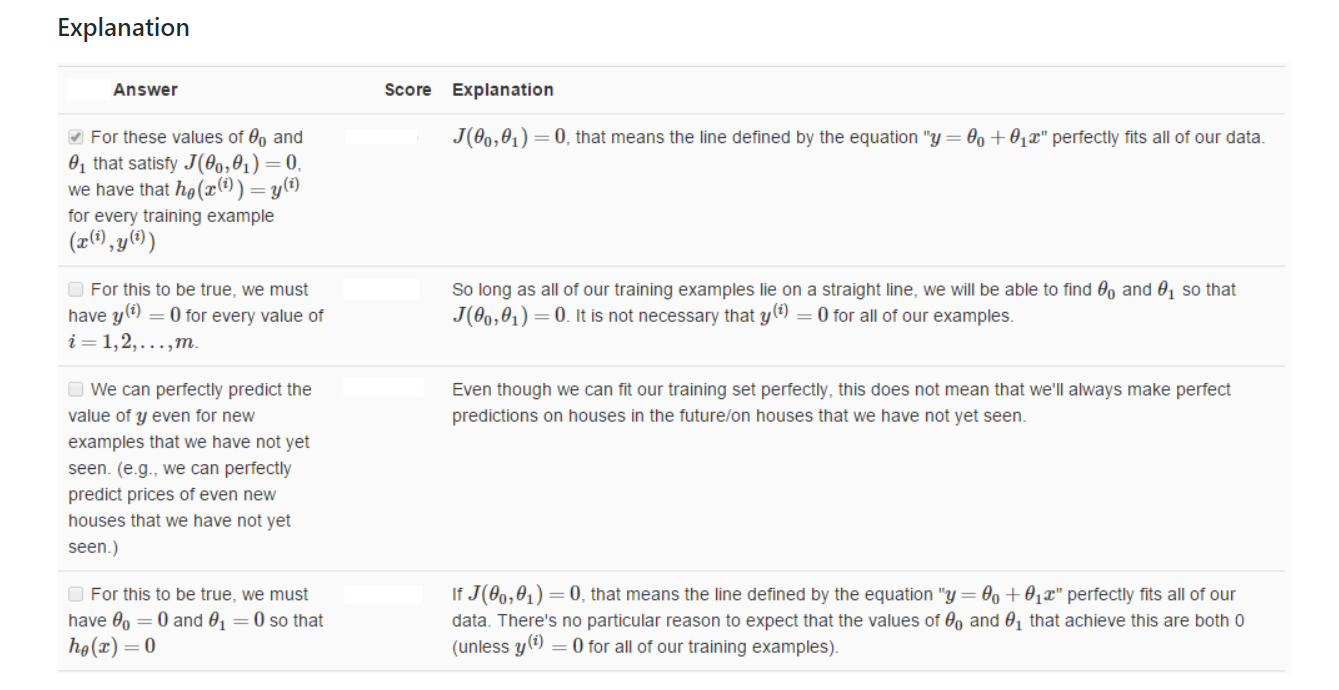 Explanation
Answer Score Explanation
For these values of θ₀ and
θ₁ that satisfy J(θ₀,θ₁) = 0,
we have that hθ(x⁽ⁱ⁾) = y⁽ⁱ⁾
for every training example
(x⁽ⁱ⁾,y⁽ⁱ⁾)
J(θ₀,θ₁) = 0, that means the line defined by the equation "y = θ₀ + θ₁x" perfectly fits all of our data.
For this to be true, we must
have y⁽ⁱ⁾ = 0 for every value of
i = 1,2,…,m.
So long as all of our training examples lie on a straight line, we will be able to find θ₀ and θ₁ so that
J(θ₀,θ₁) = 0. It is not necessary that y⁽ⁱ⁾ = 0 for all of our examples.
We can perfectly predict the
value of y even for new
examples that we have not yet
seen. (e.g., we can perfectly
predict prices of even new
houses that we have not yet
seen.)
Even though we can fit our training set perfectly, this does not mean that we'll always make perfect
predictions on houses in the future/on houses that we have not yet seen.
For this to be true, we must
have θ₀ = 0 and θ₁ = 0 so that
hθ(x) = 0
If J(θ₀,θ₁) = 0, that means the line defined by the equation "y = θ₀ + θ₁x" perfectly fits all of our
data. There's no particular reason to expect that the values of θ₀ and θ₁ that achieve this are both 0
(unless y⁽ⁱ⁾ = 0 for all of our training examples).